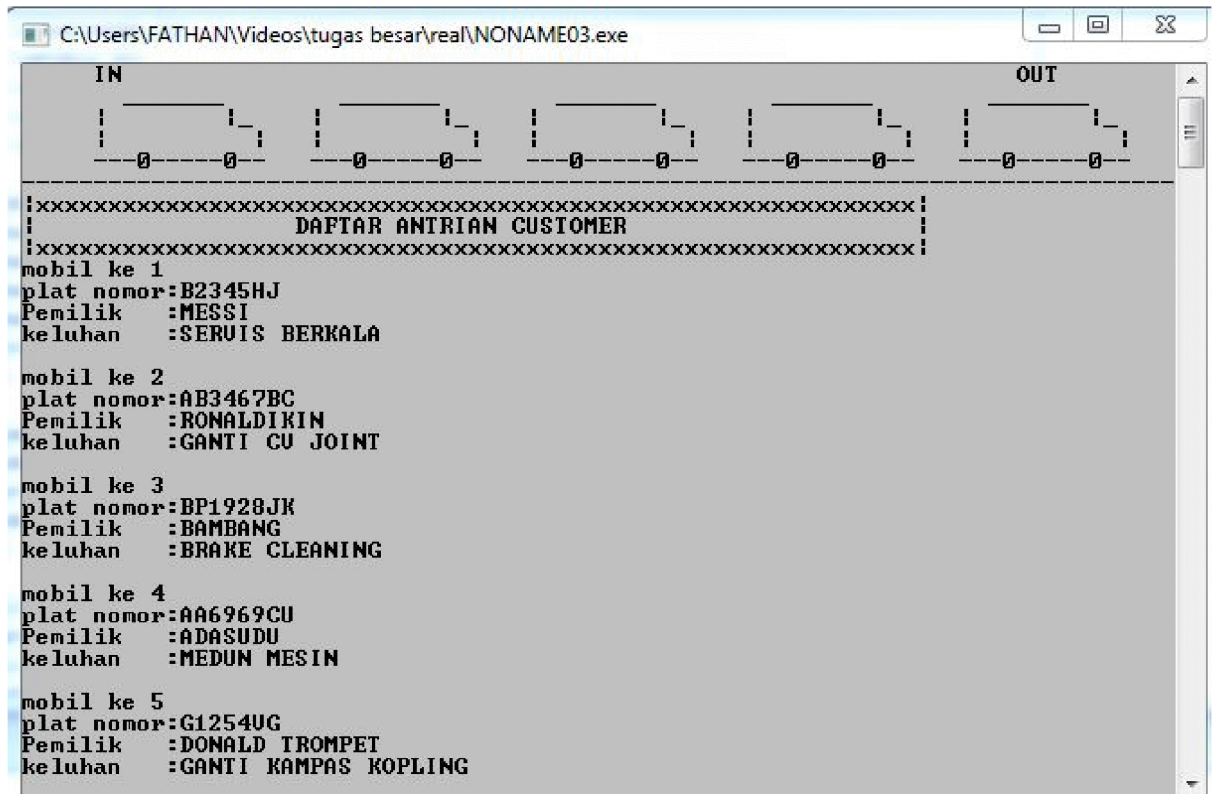 C:\Users\FATHAN\Videos\tugas besar\real\NONAME03.exe
IN OUT
|xxxxxxxxxxxxxxxxxxxxxxxxxxxxxxxxxxxxxxxxxxxxxxxxxxxxxxxxxxxxx|
| DAFTAR ANTRIAN CUSTOMER |
|xxxxxxxxxxxxxxxxxxxxxxxxxxxxxxxxxxxxxxxxxxxxxxxxxxxxxxxxxxxxx|
mobil ke 1
plat nomor:B2345HJ
Pemilik :MESSI
keluhan :SERVIS BERKALA
mobil ke 2
plat nomor:AB3467BC
Pemilik :RONALDIKIN
keluhan :GANTI CV JOINT
mobil ke 3
plat nomor:BP1928JK
Pemilik :BAMBANG
keluhan :BRAKE CLEANING
mobil ke 4
plat nomor:AA6969CU
Pemilik :ADASUDU
keluhan :MEDUN MESIN
mobil ke 5
plat nomor:G1254VG
Pemilik :DONALD TROMPET
keluhan :GANTI KAMPAS KOPLING